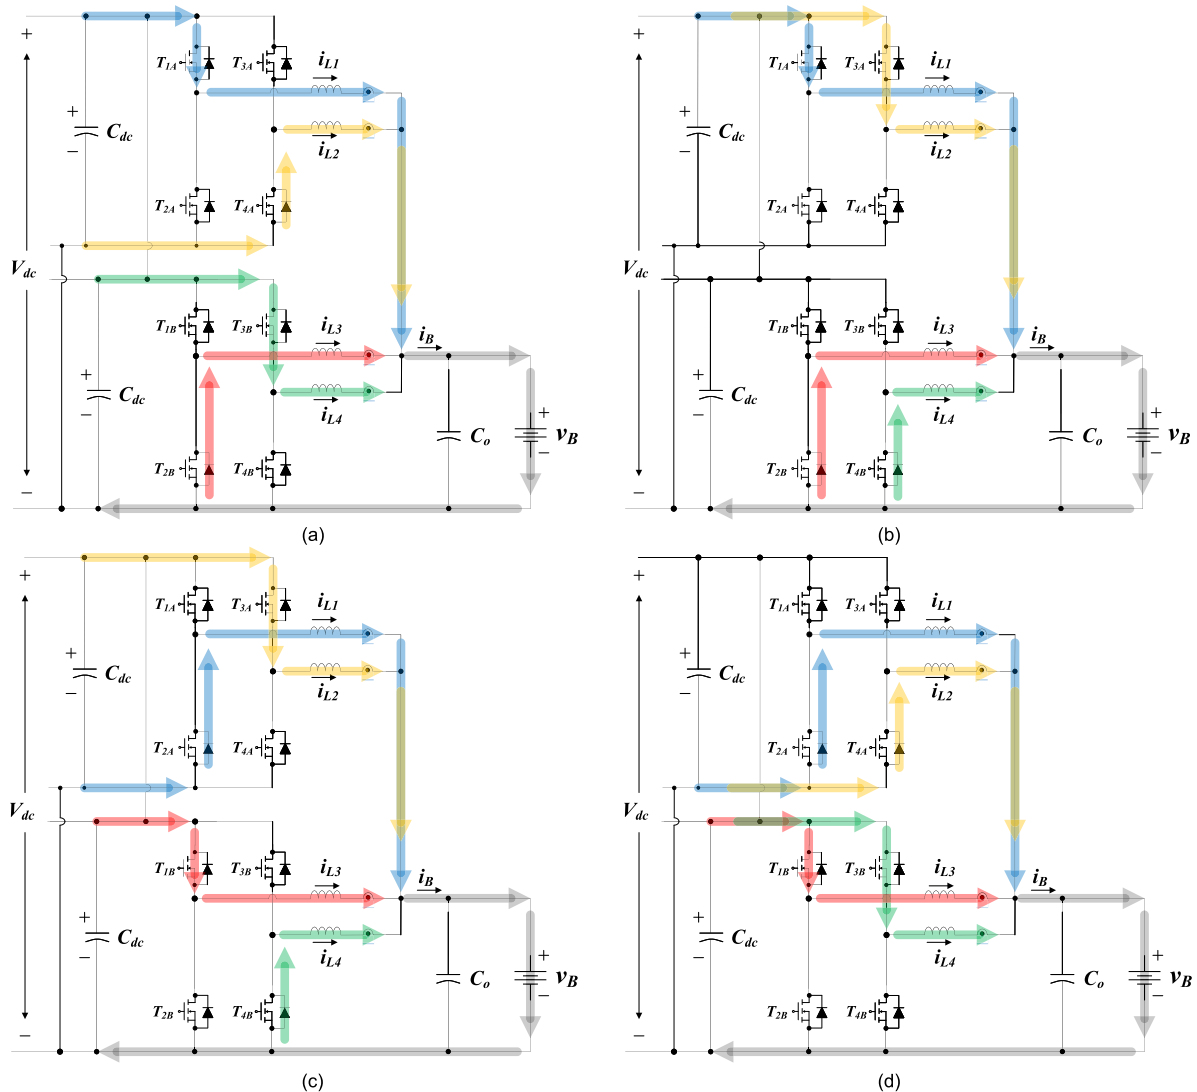 + +
T1A T3A iL1 T1A T3A iL1
+ Cdc iL2 + Cdc iL2
− −
T2A T4A T2A T4A
Vdc Vdc
T1B T3B iL3 iB T1B T3B iL3 iB
+ Cdc iL4 + Cdc iL4
− −
Co + vB − Co + vB −
T2B T4B T2B T4B
− −
(a) (b)
+ +
T1A T3A iL1 T1A T3A iL1
+ Cdc iL2 + Cdc iL2
− −
T2A T4A T2A T4A
Vdc Vdc
T1B T3B iL3 iB T1B T3B iL3 iB
+ Cdc iL4 + Cdc iL4
− −
Co + vB − Co + vB −
T2B T4B T2B T4B
− −
(c) (d)